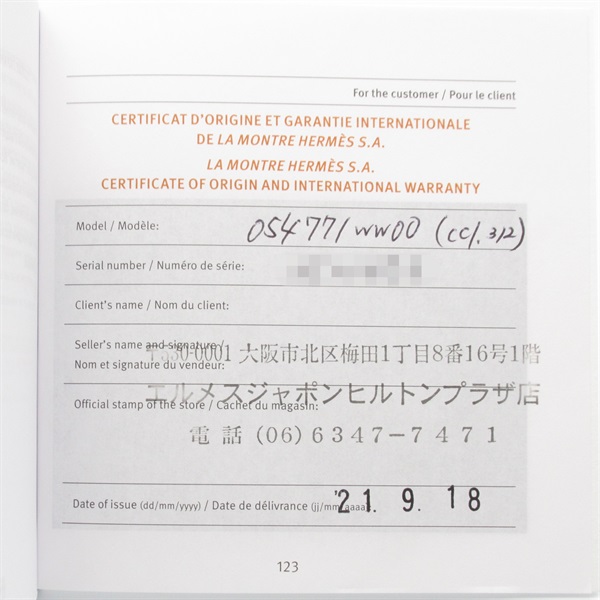 For the customer / Pour le client
CERTIFICAT D'ORIGINE ET GARANTIE INTERNATIONALE
DE LA MONTRE HERMÈS S.A.
LA MONTRE HERMÈS S.A.
CERTIFICATE OF ORIGIN AND INTERNATIONAL WARRANTY
Model / Modèle: 054771WW00 (CC1.312)
Serial number / Numéro de série:
Client's name / Nom du client:
Seller's name and signature /
〒530-0001 大阪市北区梅田1丁目8番16号1階
Nom et signature du vendeur:
エルメスジャポンヒルトンプラザ店
Official stamp of the store / Cachet du magasin:
電話 (06) 6347-7471
Date of issue (dd/mm/yyyy) / Date de délivrance (jj/mm/aaaa) '21. 9. 18
123